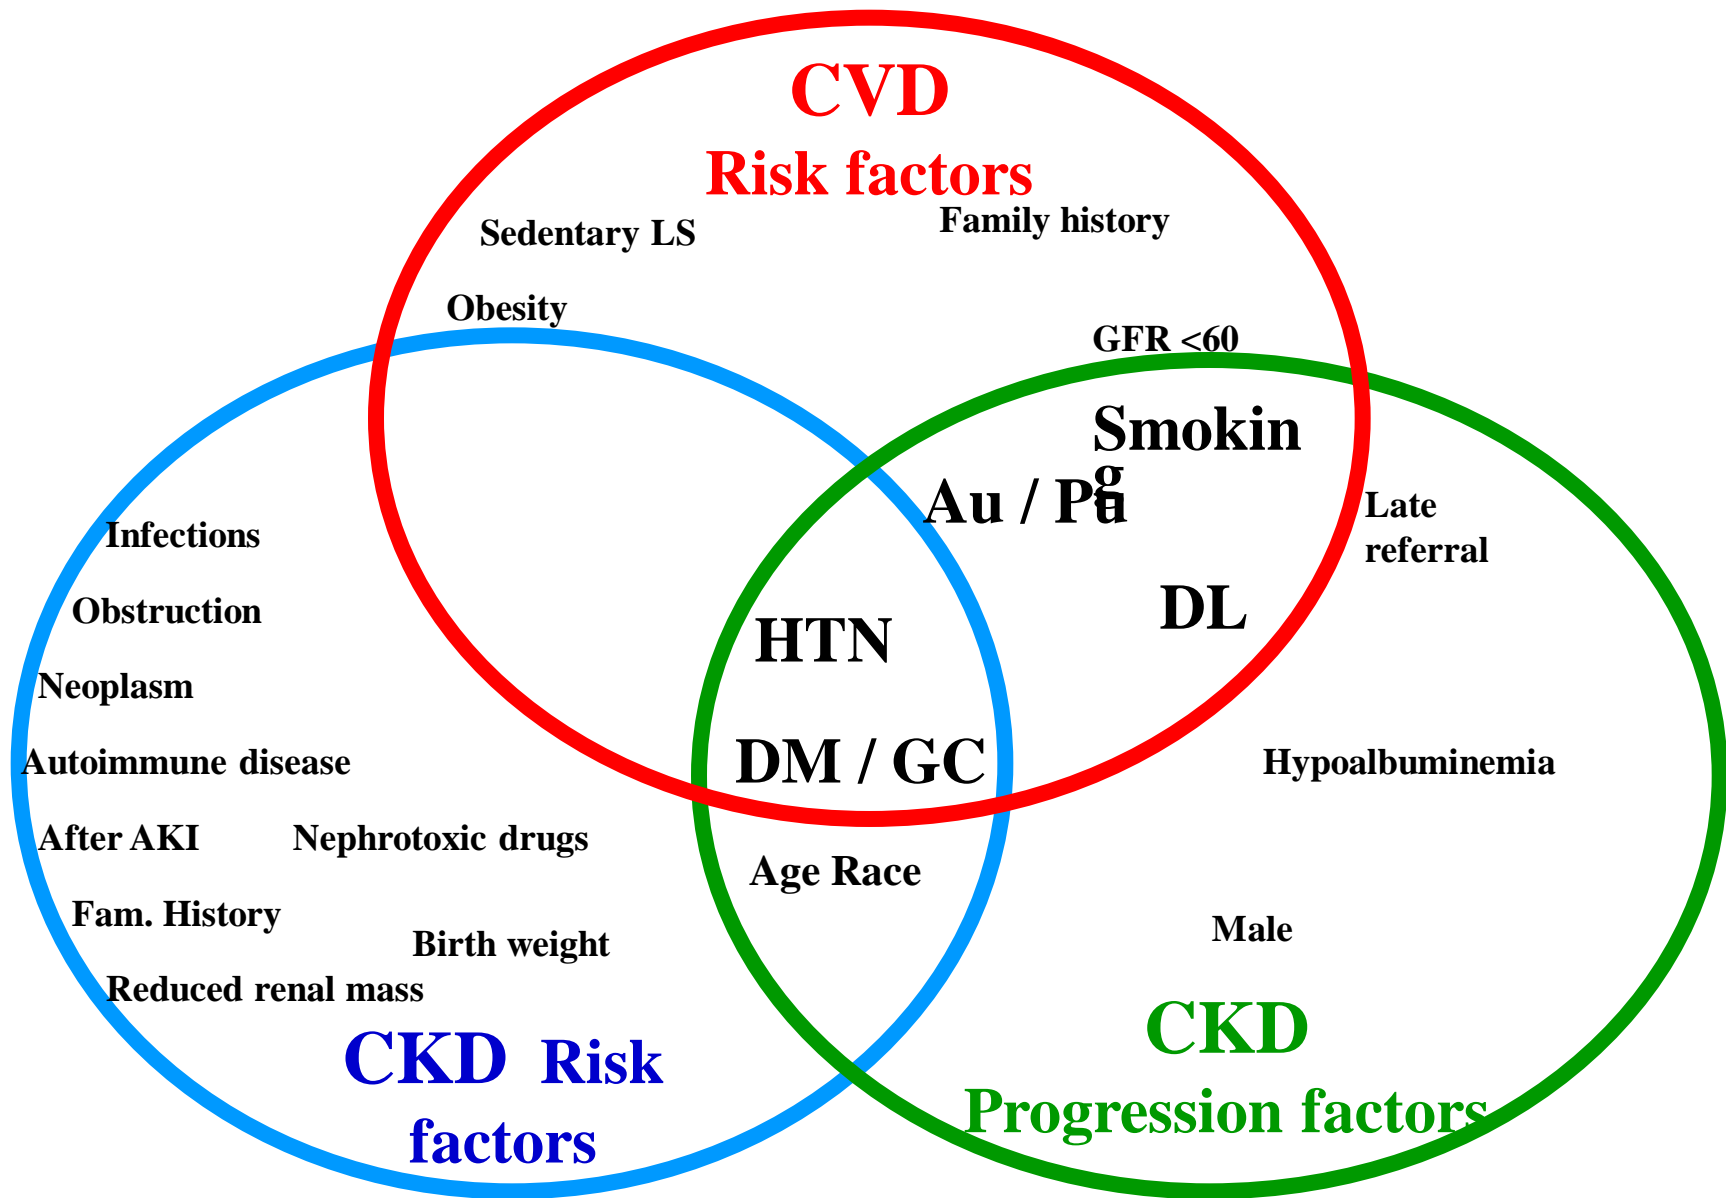 CVD
Risk factors
Sedentary LS
Family history
Obesity
GFR <60
Smokin
g
Au / Pu
Late
referral
Infections
Obstruction
DL
HTN
Neoplasm
DM / GC
Autoimmune disease
Hypoalbuminemia
After AKI
Nephrotoxic drugs
Age Race
Fam. History
Birth weight
Male
Reduced renal mass
CKD Risk
factors
CKD
Progression factors